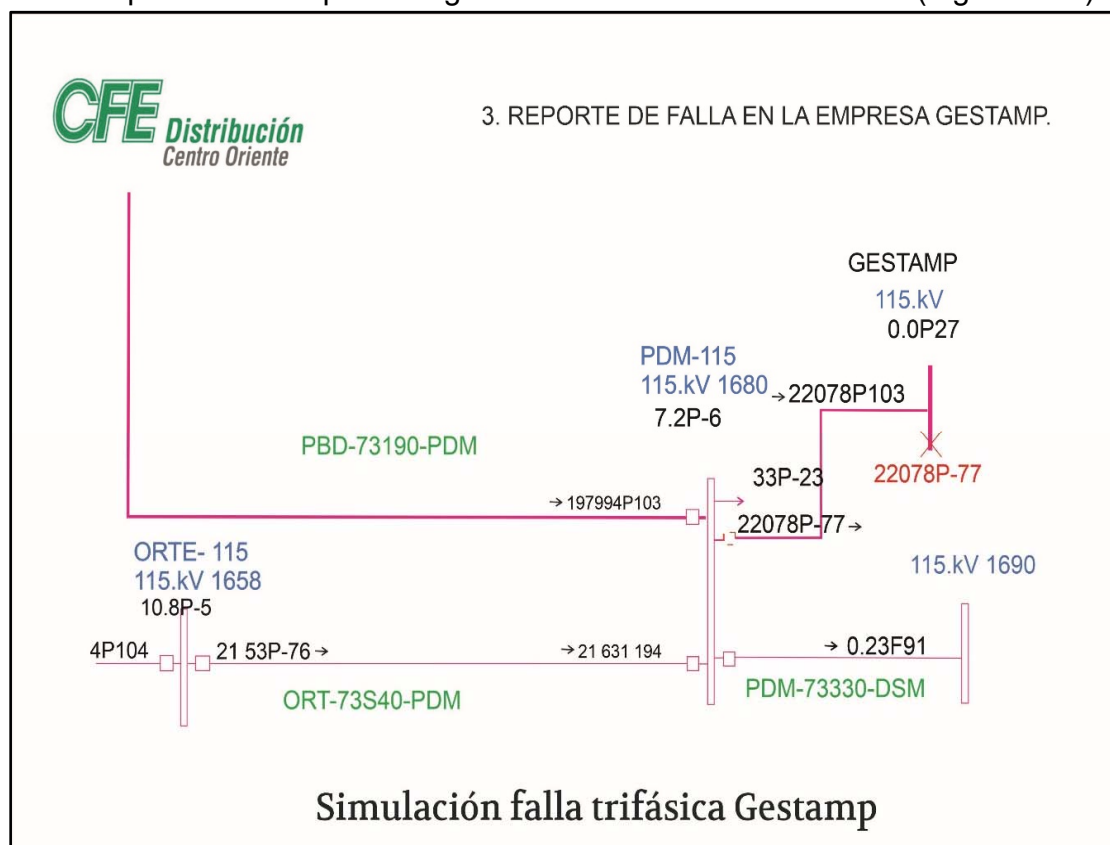 CFE Distribución
Centro Oriente
3. REPORTE DE FALLA EN LA EMPRESA GESTAMP.
GESTAMP
115.kV
0.0P27
PDM-115
115.kV 1680
7.2P-6
→22078P103
PBD-73190-PDM
33P-23
22078P-77
→ 197994P103
22078P-77→
ORTE- 115
115.kV 1658
10.8P-5
115.kV 1690
4P104
21 53P-76→
→21 631 194
→ 0.23F91
ORT-73S40-PDM
PDM-73330-DSM
Simulación falla trifásica Gestamp